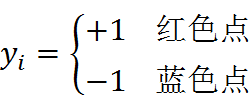 y_i = { +1 红色点
−1 蓝色点